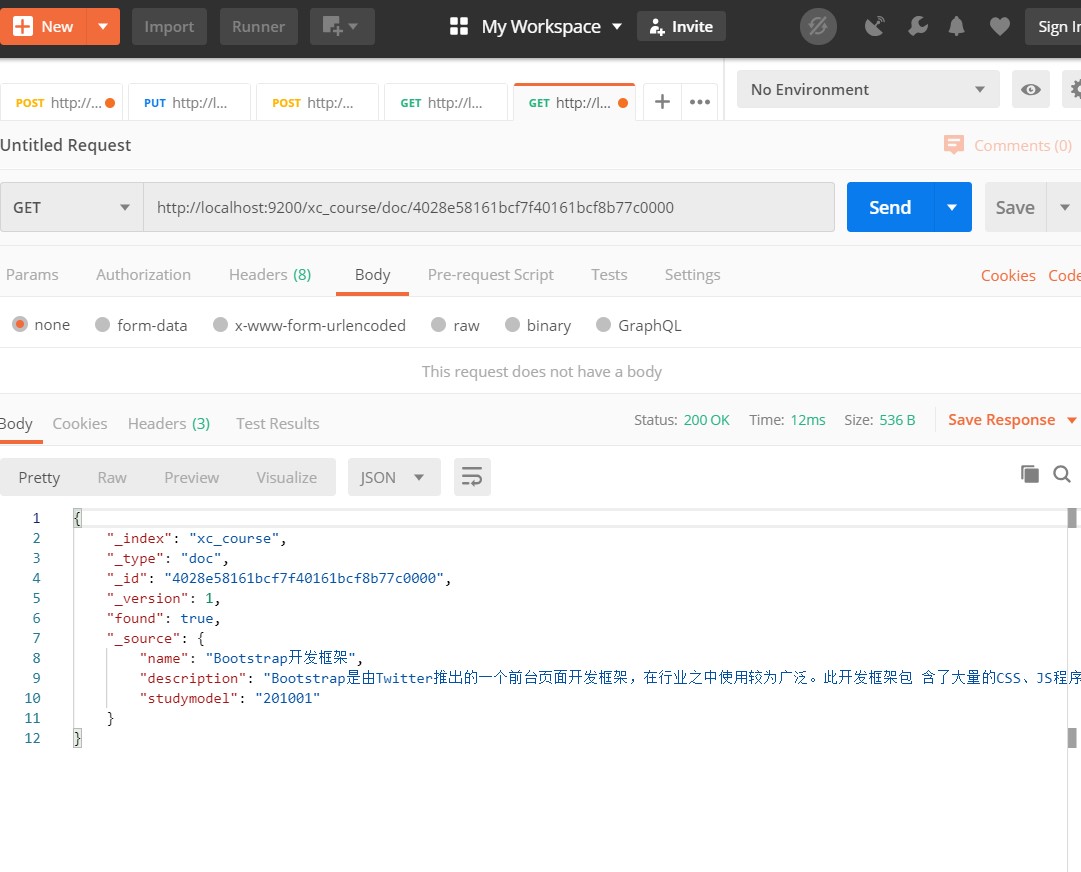 New Import Runner My Workspace Invite Sign In
POST http://... PUT http://l... POST http:/... GET http://l... GET http://l... No Environment
Untitled Request Comments (0)
GET http://localhost:9200/xc_course/doc/4028e58161bcf7f40161bcf8b77c0000 Send Save
Params Authorization Headers (8) Body Pre-request Script Tests Settings Cookies Code
none form-data x-www-form-urlencoded raw binary GraphQL
This request does not have a body
Body Cookies Headers (3) Test Results Status: 200 OK Time: 12ms Size: 536 B Save Response
Pretty Raw Preview Visualize JSON
1 {
2 "_index": "xc_course",
3 "_type": "doc",
4 "_id": "4028e58161bcf7f40161bcf8b77c0000",
5 "_version": 1,
6 "found": true,
7 "_source": {
8 "name": "Bootstrap开发框架",
9 "description": "Bootstrap是由Twitter推出的一个前台页面开发框架，在行业之中使用较为广泛。此开发框架包 含了大量的CSS、JS程序
10 "studymodel": "201001"
11 }
12 }